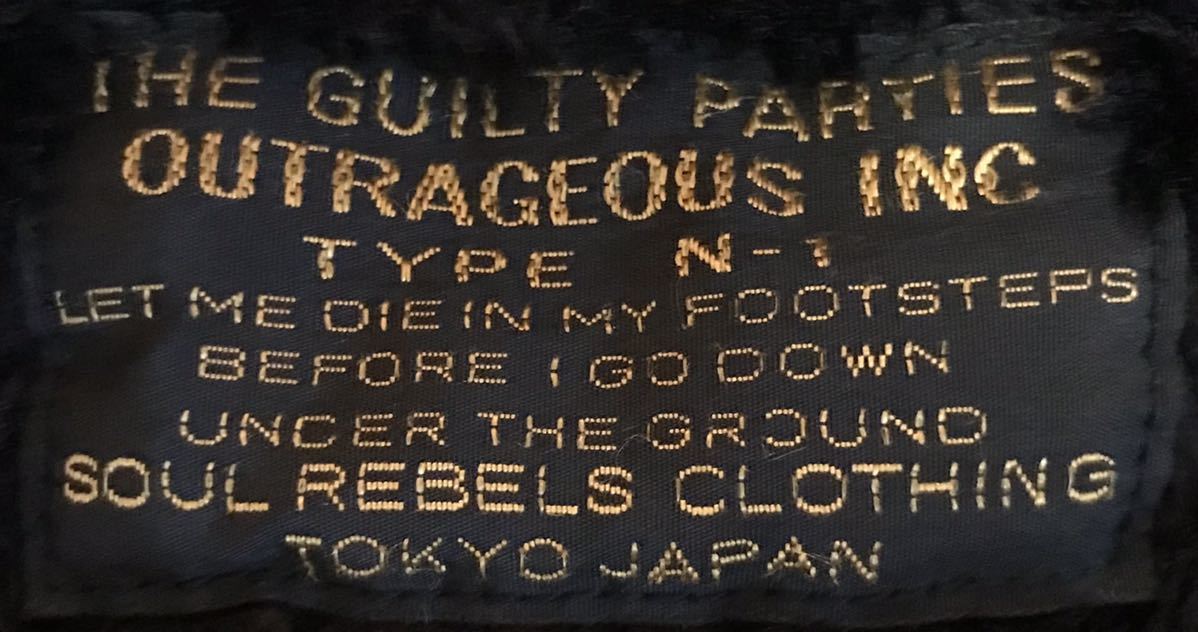 THE GUILTY PARTIES
OUTRAGEOUS INC
TYPE N-1
LET ME DIE IN MY FOOTSTEPS
BEFORE I GO DOWN
UNDER THE GROUND
SOUL REBELS CLOTHING
TOKYO JAPAN